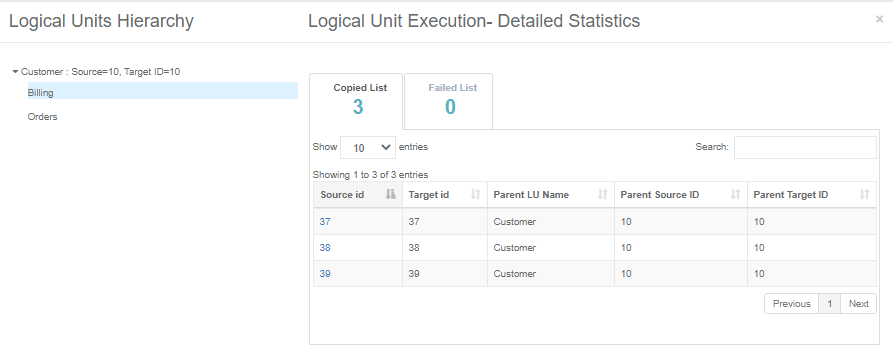 Logical Units Hierarchy
Logical Unit Execution- Detailed Statistics
×
Customer : Source=10, Target ID=10
Billing
Orders
Copied List
3
Failed List
0
Show 10 entries
Search:
Showing 1 to 3 of 3 entries
Source id Target id Parent LU Name Parent Source ID Parent Target ID
37 37 Customer 10 10
38 38 Customer 10 10
39 39 Customer 10 10
Previous 1 Next